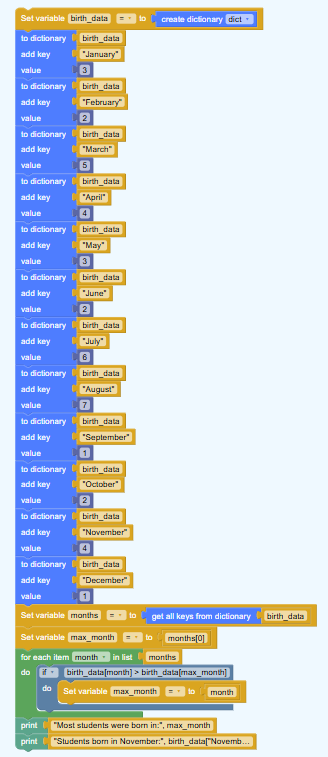 Set variable birth_data = to create dictionary dict
to dictionary birth_data
add key "January"
value 3
to dictionary birth_data
add key "February"
value 2
to dictionary birth_data
add key "March"
value 5
to dictionary birth_data
add key "April"
value 4
to dictionary birth_data
add key "May"
value 3
to dictionary birth_data
add key "June"
value 2
to dictionary birth_data
add key "July"
value 6
to dictionary birth_data
add key "August"
value 7
to dictionary birth_data
add key "September"
value 1
to dictionary birth_data
add key "October"
value 2
to dictionary birth_data
add key "November"
value 4
to dictionary birth_data
add key "December"
value 1
Set variable months = to get all keys from dictionary birth_data
Set variable max_month = to months[0]
for each item month in list months
do if birth_data[month] > birth_data[max_month]
do Set variable max_month = to month
print "Most students were born in:", max_month
print "Students born in November:", birth_data["Novemb...